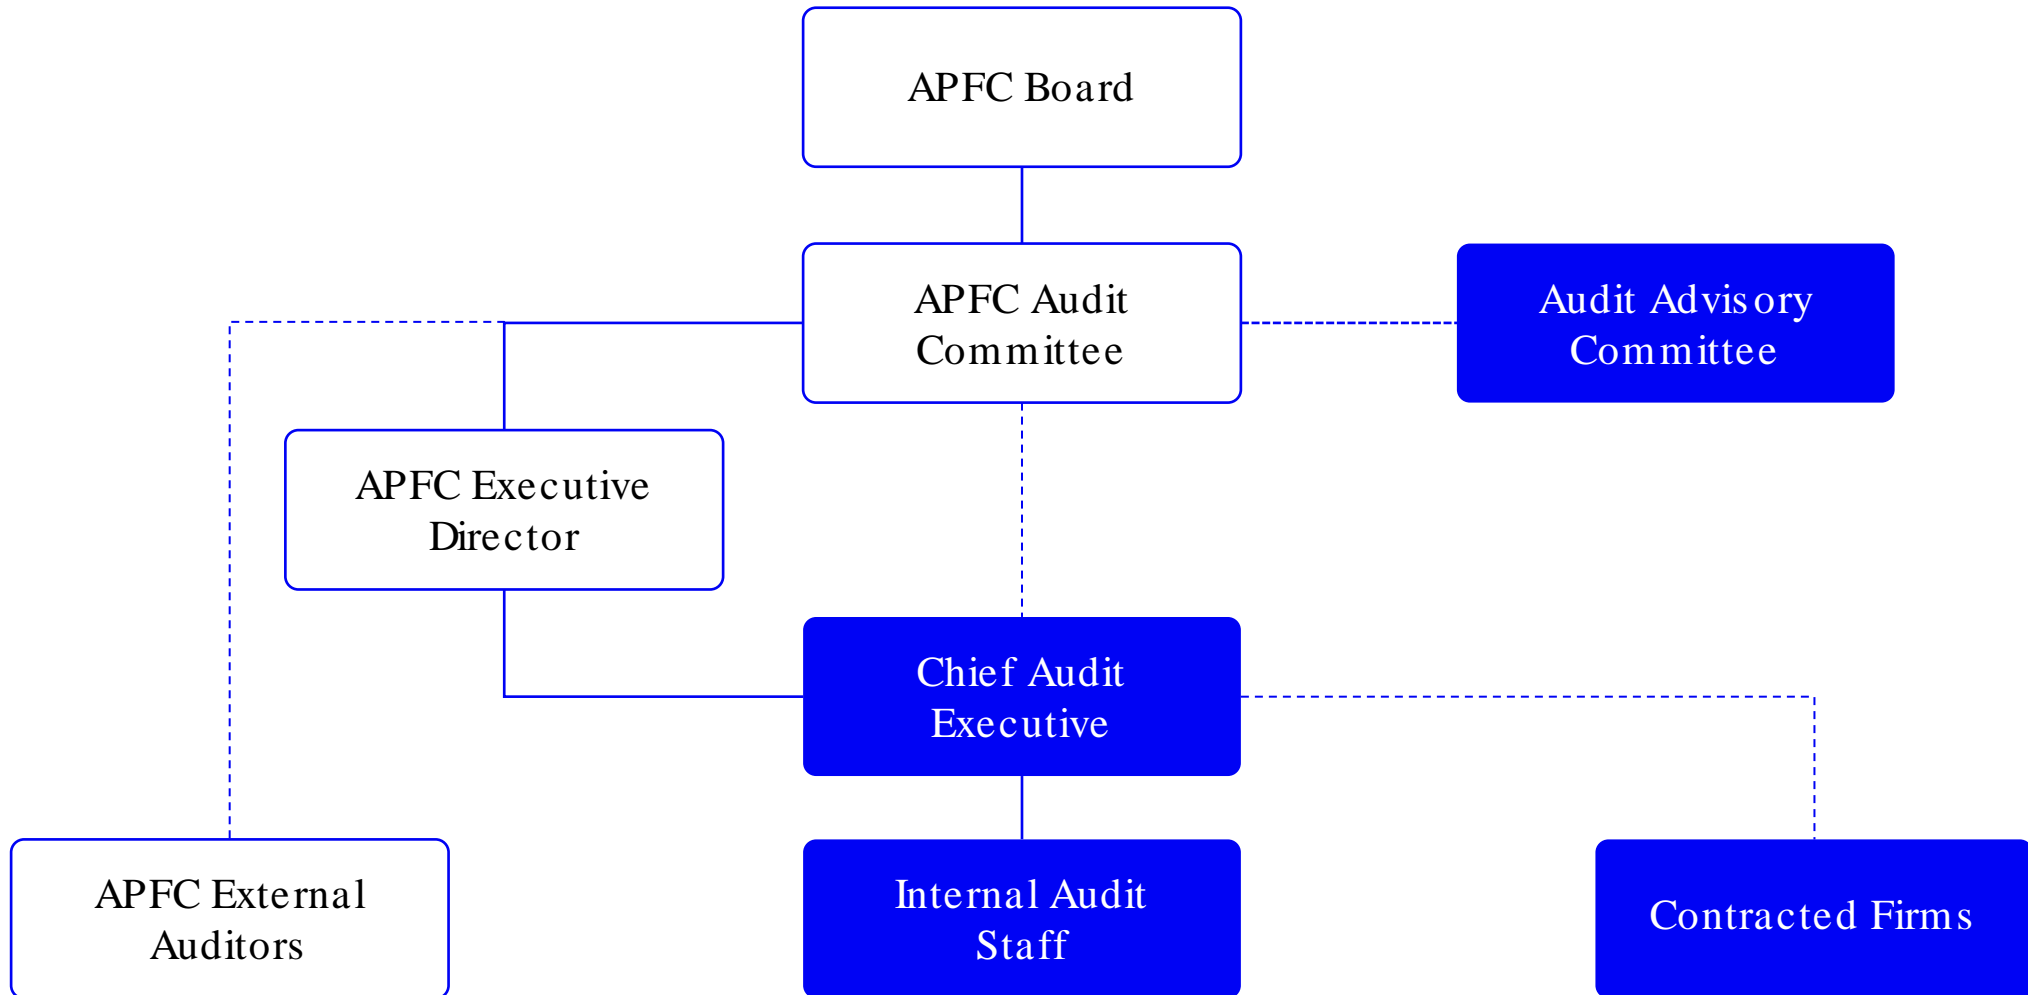 APFC Board
APFC Audit
Committee
Audit Advisory
Committee
APFC Executive
Director
Chief Audit
Executive
APFC External
Auditors
Internal Audit
Staff
Contracted Firms